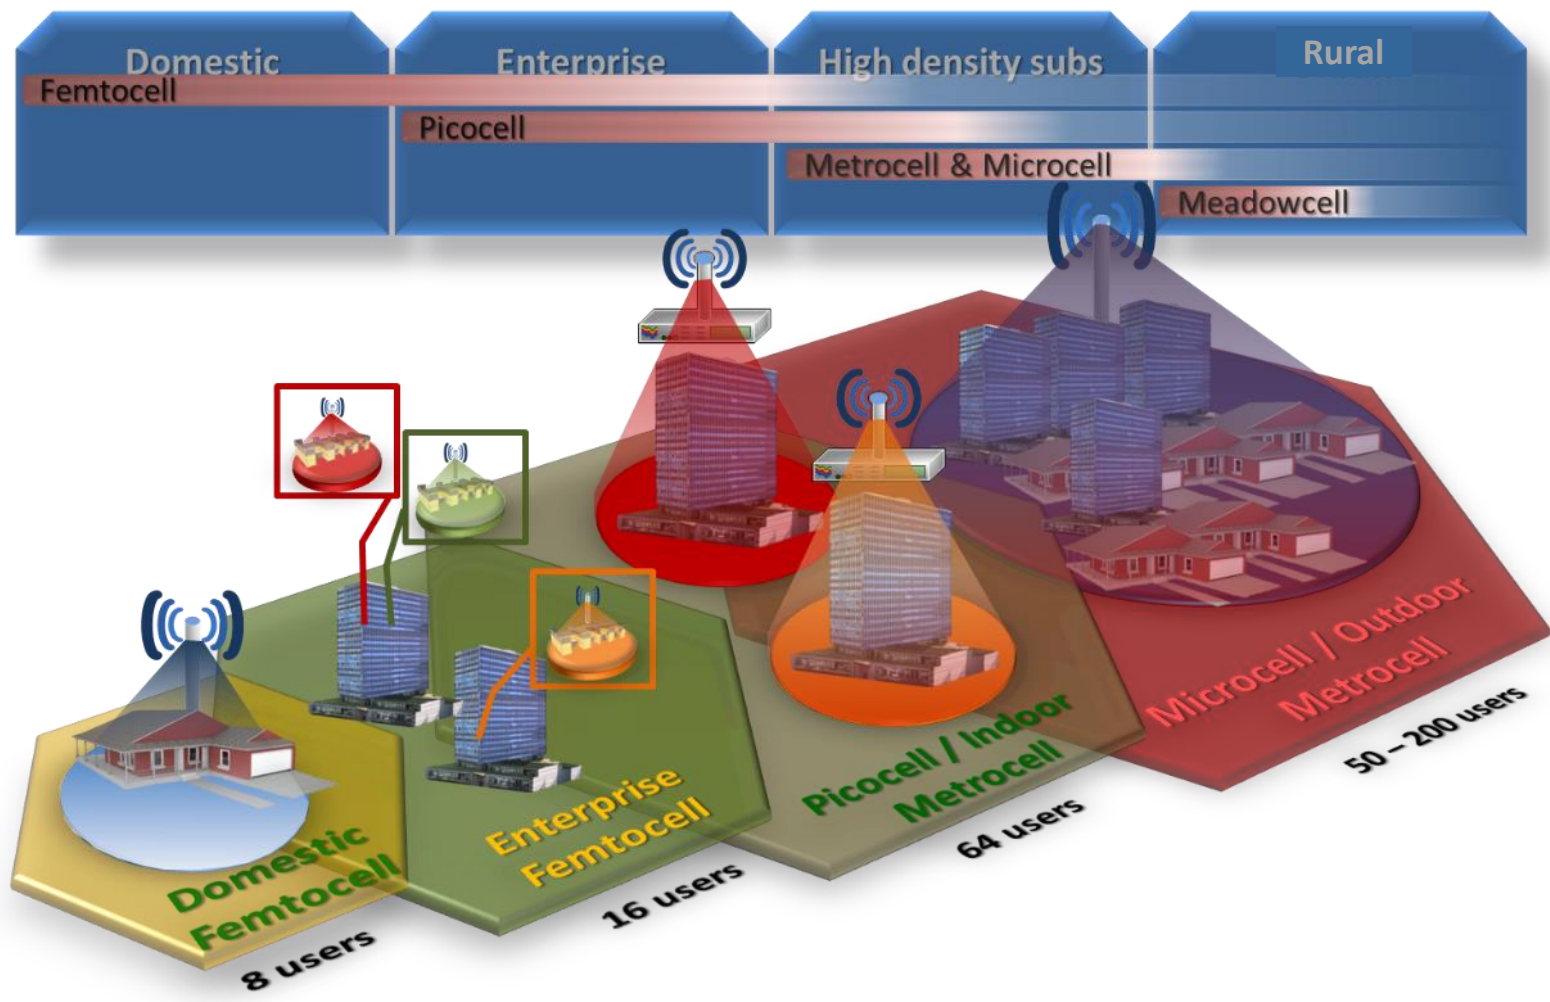 Domestic
Enterprise
High density subs
Rural
Femtocell
Picocell
Metrocell & Microcell
Meadowcell
Microcell / Outdoor
Metrocell
50 – 200 users
Picocell / Indoor
Metrocell
64 users
Enterprise
Femtocell
16 users
Domestic
Femtocell
8 users